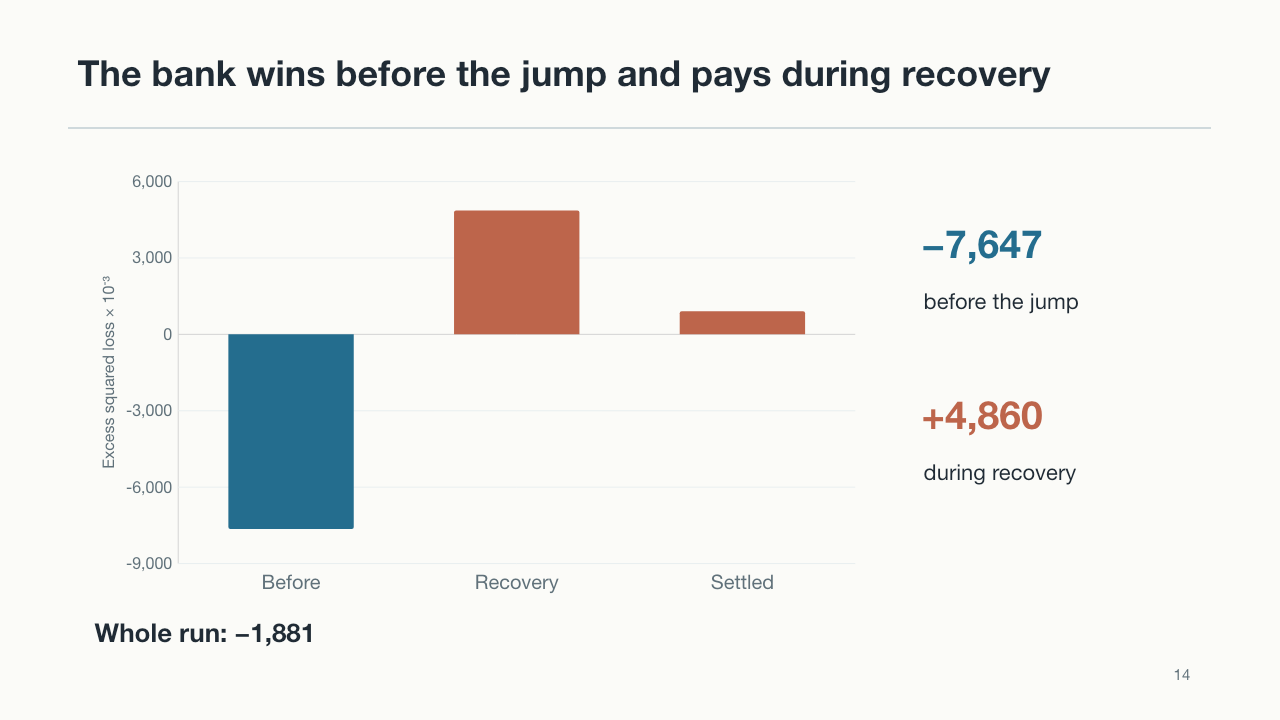 The bank wins before the jump and pays during recovery
Excess squared loss × 10⁻³
6,000
3,000
0
-3,000
-6,000
-9,000
Before
Recovery
Settled
−7,647
before the jump
+4,860
during recovery
Whole run: −1,881
14